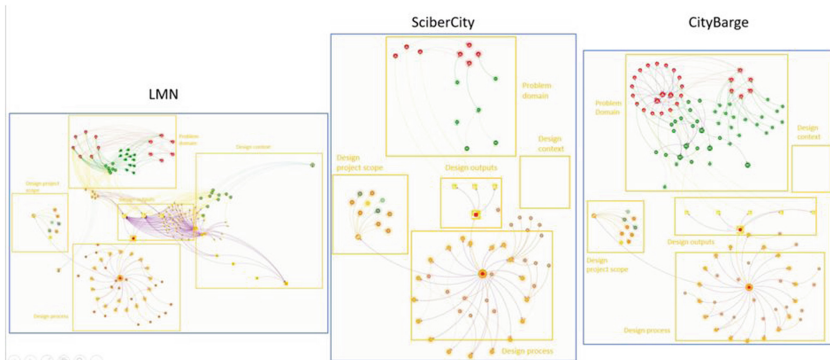 LMN
Problem
domain
Design context
Design project
scope
Design outputs
Design process
SciberCity
Problem
domain
Design
context
Design
project
scope
Design outputs
Design process
CityBarge
Problem
Domain
Design
context
Design outputs
Design
project scope
Design process